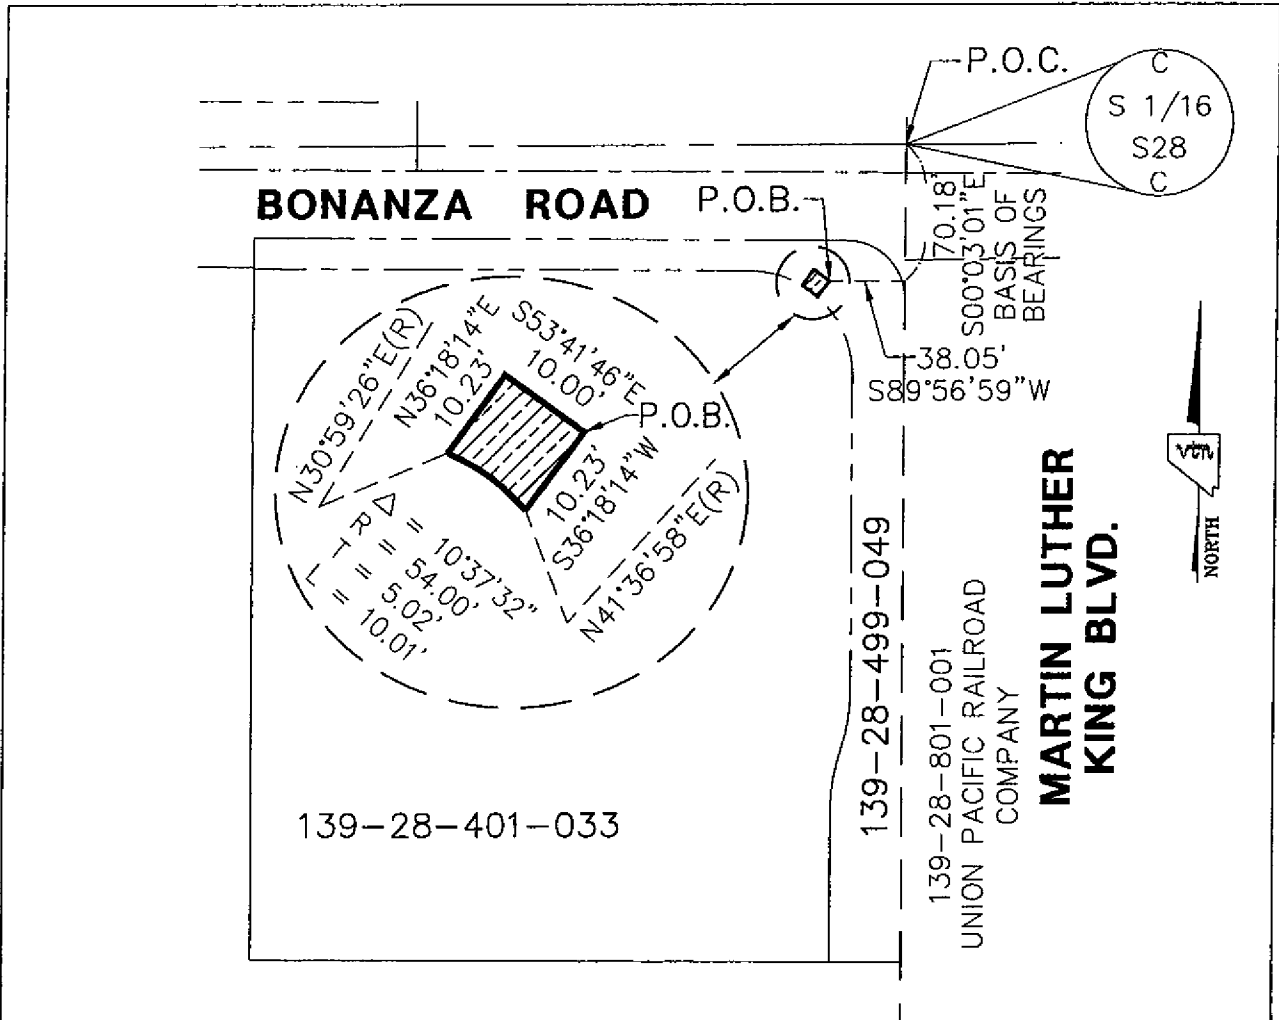 P.O.C.
C
S 1/16
S28
C
BONANZA ROAD
P.O.B.
70.18'
S00°03'01"E
BASIS OF
BEARINGS
38.05'
S89°56'59"W
N30°59'26"E(R)
N36°18'14"E
10.23'
S53°41'46"E
10.00'
P.O.B.
10.23'
S36°18'14"W
N41°36'58"E(R)
Δ = 10°37'32"
R = 54.00'
T = 5.02'
L = 10.01'
vtn
NORTH
139-28-499-049
139-28-801-001
UNION PACIFIC RAILROAD
COMPANY
MARTIN LUTHER
KING BLVD.
139-28-401-033